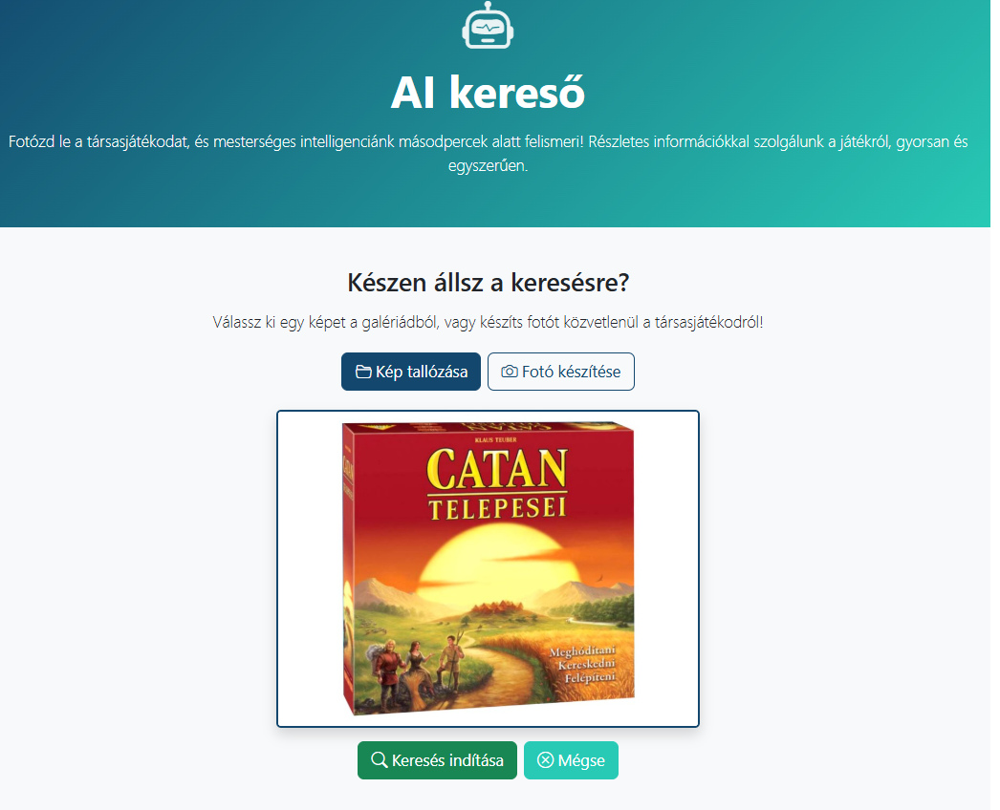 AI kereső
Fotózd le a társasjátékodat, és mesterséges intelligenciánk másodpercek alatt felismeri! Részletes információkkal szolgálunk a játékról, gyorsan és
egyszerűen.
Készen állsz a keresésre?
Válassz ki egy képet a galériádból, vagy készíts fotót közvetlenül a társasjátékodról!
Kép tallózása
Fotó készítése
KLAUS TEUBER
CATAN
TELEPESEI
Meghódítani
Kereskedni
Felépíteni
Keresés indítása
Mégse